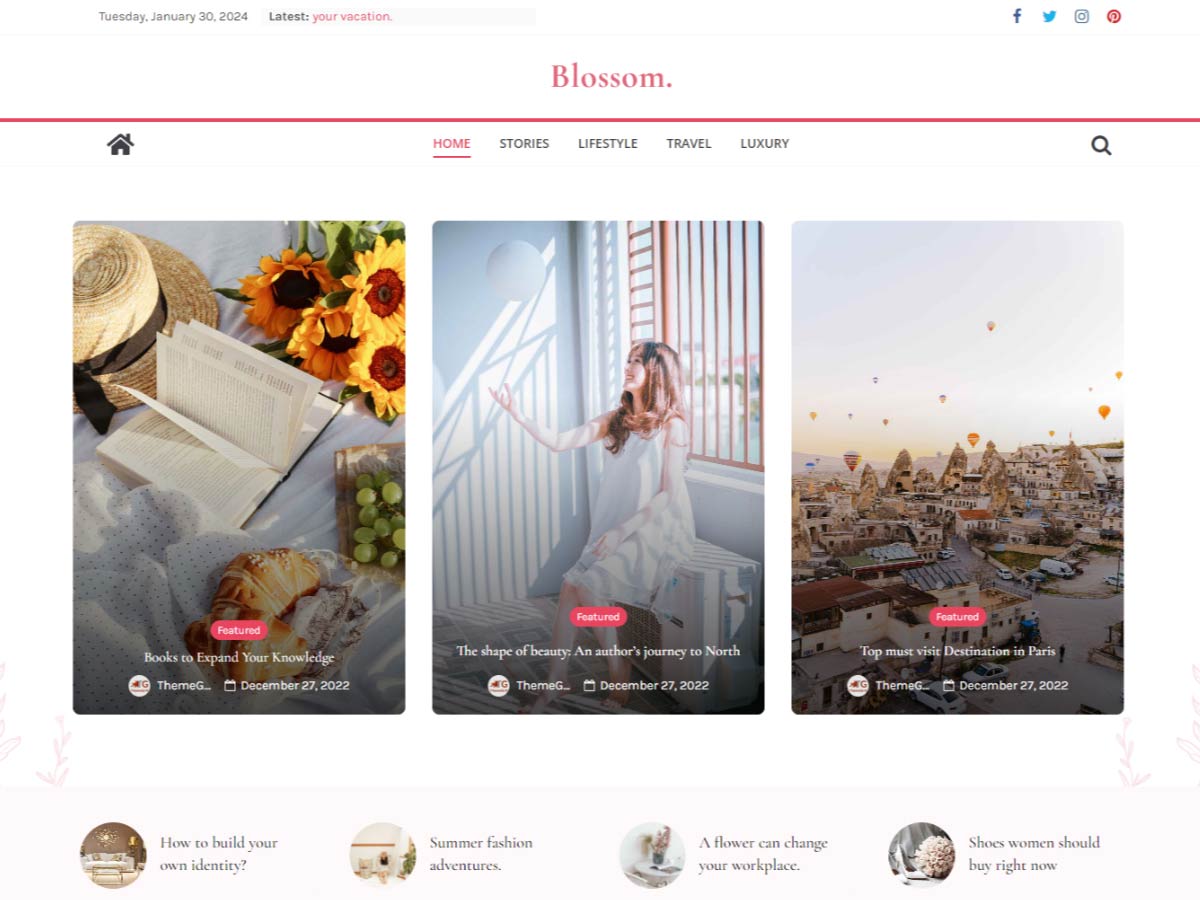 Tuesday, January 30, 2024 Latest: your vacation.
Blossom.
HOME STORIES LIFESTYLE TRAVEL LUXURY
Featured
Books to Expand Your Knowledge
ThemeG... December 27, 2022
Featured
The shape of beauty: An author's journey to North
ThemeG... December 27, 2022
Featured
Top must visit Destination in Paris
ThemeG... December 27, 2022
How to build your
own identity?
Summer fashion
adventures.
A flower can change
your workplace.
Shoes women should
buy right now